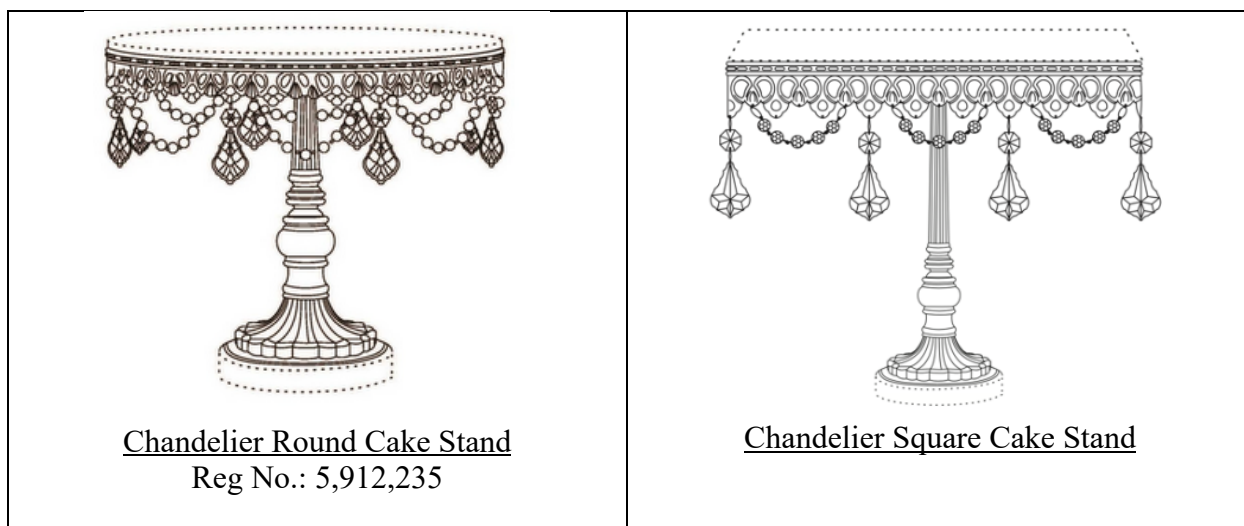 Chandelier Round Cake Stand
Reg No.: 5,912,235
Chandelier Square Cake Stand